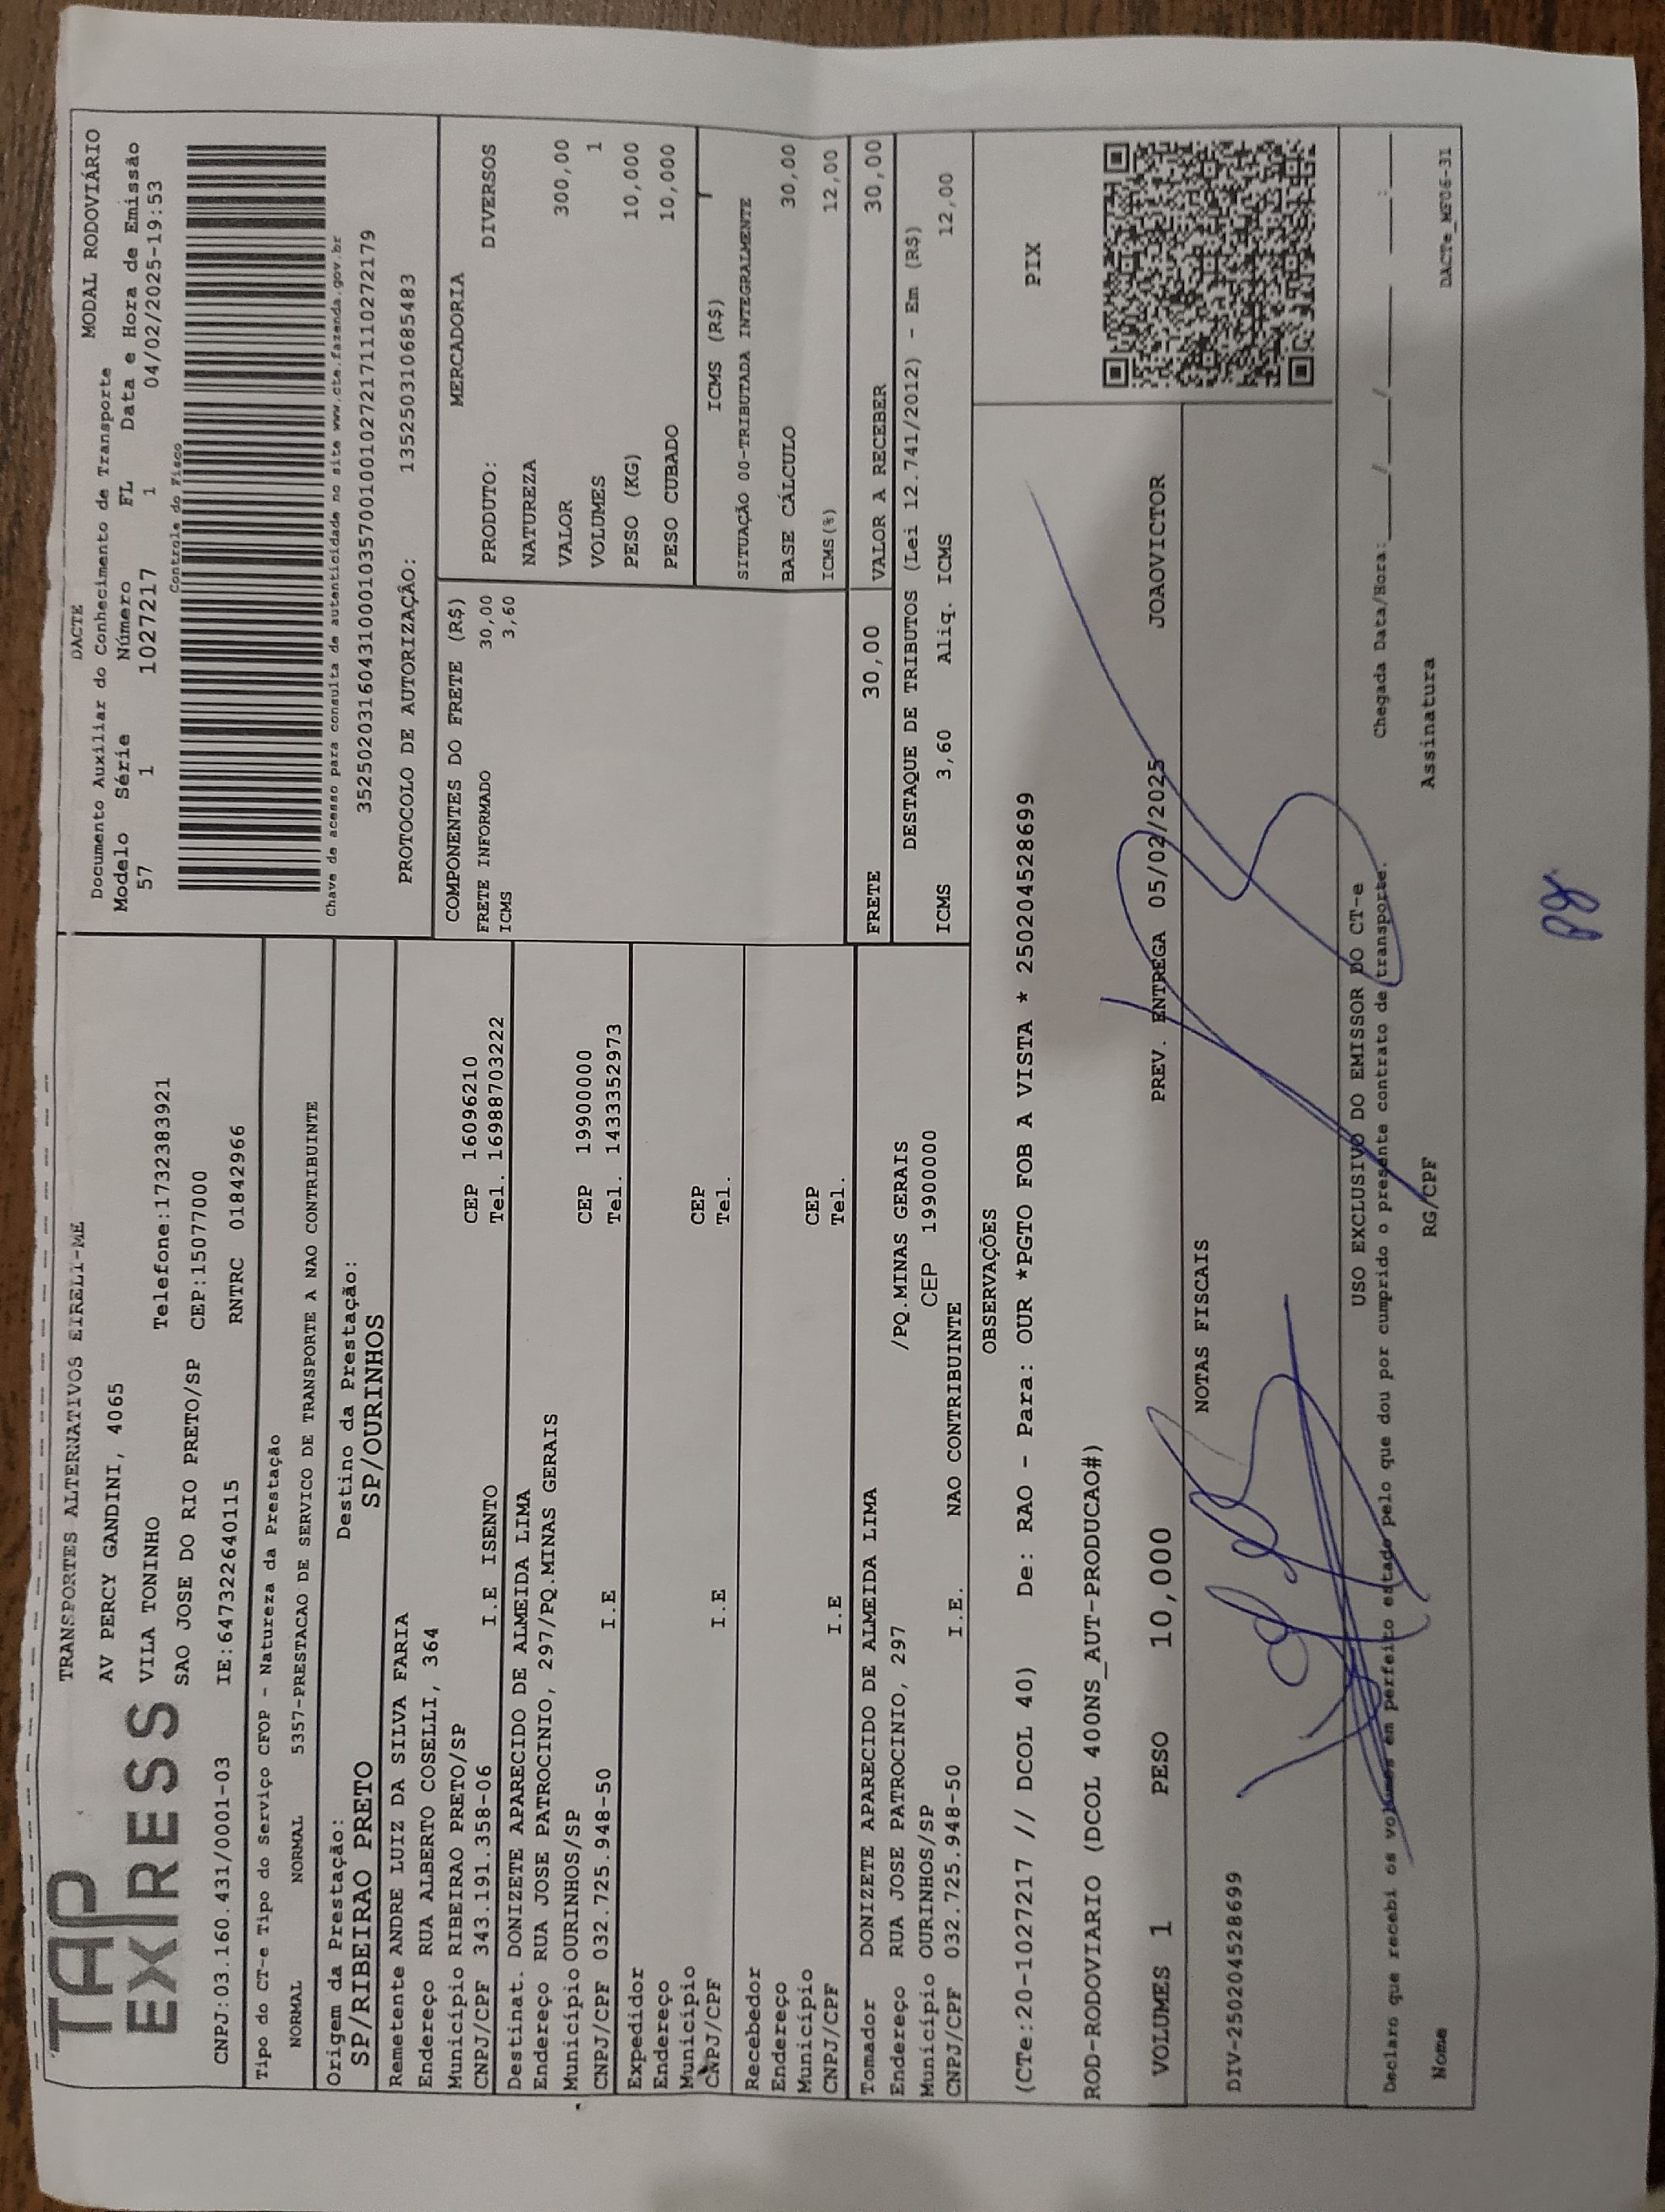 TAP
EXPRESS
TRANSPORTES ALTERNATIVOS EIRELI-ME
AV PERCY GANDINI, 4065
VILA TONINHO Telefone:1732383921
SAO JOSE DO RIO PRETO/SP CEP:15077000
CNPJ:03.160.431/0001-03 IE:647322640115 RNTRC 01842966
DACTE MODAL RODOVIÁRIO
Documento Auxiliar do Conhecimento de Transporte
Modelo Série Número FL Data e Hora de Emissão
57 1 1027217 1 04/02/2025-19:53
Controle do Fisco
Chave de acesso para consulta de autenticidade no site www.cte.fazenda.gov.br
35250203160431000103570010010272171110272179
PROTOCOLO DE AUTORIZAÇÃO: 135250310685483
Tipo do CT-e Tipo do Serviço CFOP - Natureza da Prestação
NORMAL NORMAL 5357-PRESTACAO DE SERVICO DE TRANSPORTE A NAO CONTRIBUINTE
Origem da Prestação: Destino da Prestação:
SP/RIBEIRAO PRETO SP/OURINHOS
Remetente ANDRE LUIZ DA SILVA FARIA
Endereço RUA ALBERTO COSELLI, 364
Município RIBEIRAO PRETO/SP CEP 16096210
CNPJ/CPF 343.191.358-06 I.E ISENTO Tel. 16988703222
Destinat. DONIZETE APARECIDO DE ALMEIDA LIMA
Endereço RUA JOSE PATROCINIO, 297/PQ.MINAS GERAIS
Município OURINHOS/SP CEP 19900000
CNPJ/CPF 032.725.948-50 I.E Tel. 1433352973
Expedidor
Endereço
Município CEP
CNPJ/CPF I.E Tel.
Recebedor
Endereço
Município CEP
CNPJ/CPF I.E Tel.
Tomador DONIZETE APARECIDO DE ALMEIDA LIMA
Endereço RUA JOSE PATROCINIO, 297 /PQ.MINAS GERAIS
Município OURINHOS/SP CEP 19900000
CNPJ/CPF 032.725.948-50 I.E. NAO CONTRIBUINTE
COMPONENTES DO FRETE (R$)
FRETE INFORMADO 30,00
ICMS 3,60
MERCADORIA
PRODUTO: DIVERSOS
NATUREZA
VALOR 300,00
VOLUMES 1
PESO (KG) 10,000
PESO CUBADO 10,000
ICMS (R$)
SITUAÇÃO 00-TRIBUTADA INTEGRALMENTE
BASE CÁLCULO 30,00
ICMS(%) 12,00
FRETE 30,00 VALOR A RECEBER 30,00
DESTAQUE DE TRIBUTOS (Lei 12.741/2012) - Em (R$)
ICMS 3,60 Aliq. ICMS 12,00
OBSERVAÇÕES
(CTe:20-1027217 // DCOL 40) De: RAO - Para: OUR *PGTO FOB A VISTA * 250204528699
PIX
ROD-RODOVIARIO (DCOL 400NS_AUT-PRODUCAO#)
VOLUMES 1 PESO 10,000 PREV. ENTREGA 05/02/2025 JOAOVICTOR
NOTAS FISCAIS
DIV-250204528699
USO EXCLUSIVO DO EMISSOR DO CT-e
Declaro que recebi os volumes em perfeito estado pelo que dou por cumprido o presente contrato de transporte. Chegada Data/Hora:___/___/___ ___:___
Nome RG/CPF Assinatura
DACTe_MF06-31
pg